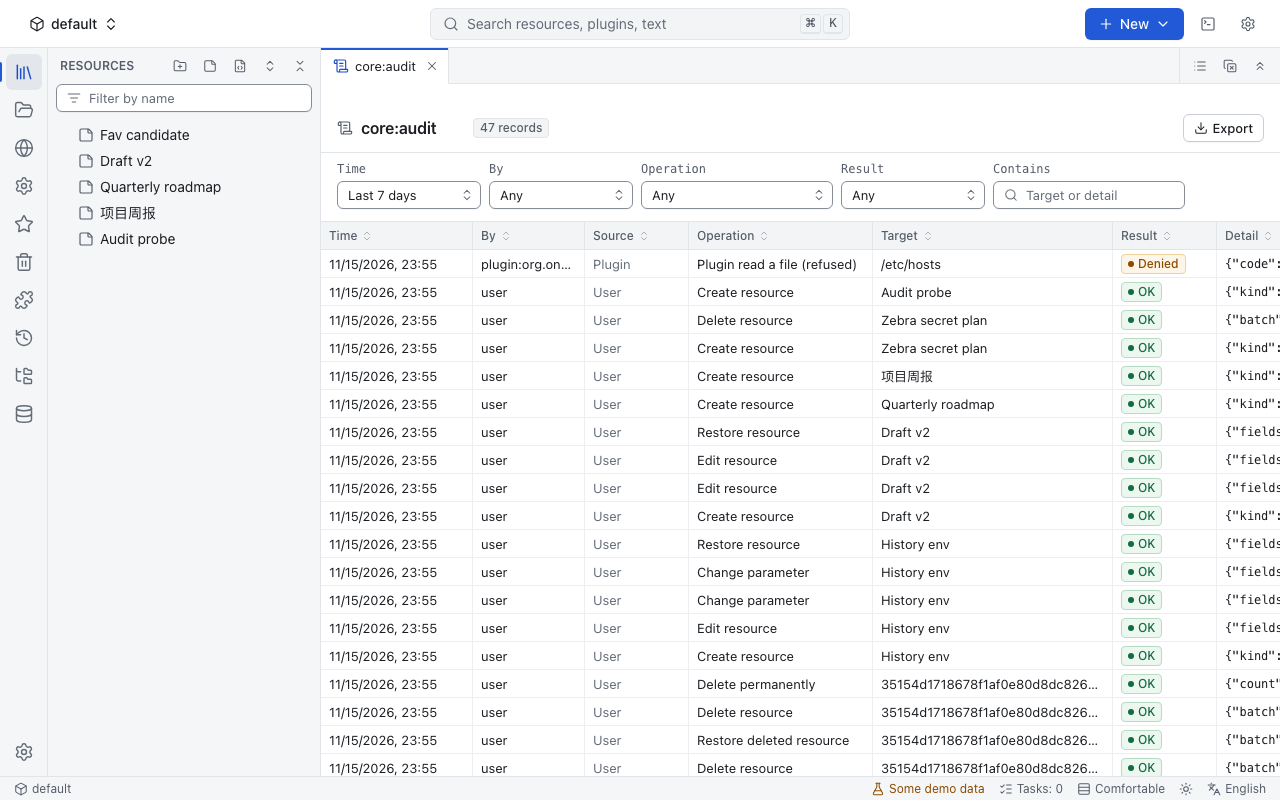 default
Search resources, plugins, text
⌘ K
New
RESOURCES
core:audit
Filter by name
Fav candidate
Draft v2
Quarterly roadmap
项目周报
Audit probe
core:audit
47 records
Export
Time By Operation Result Contains
Last 7 days Any Any Any Target or detail
Time By Source Operation Target Result Detail
11/15/2026, 23:55 plugin:org.on... Plugin Plugin read a file (refused) /etc/hosts Denied {"code":
11/15/2026, 23:55 user User Create resource Audit probe OK {"kind":
11/15/2026, 23:55 user User Delete resource Zebra secret plan OK {"batch"
11/15/2026, 23:55 user User Create resource Zebra secret plan OK {"kind":
11/15/2026, 23:55 user User Create resource 项目周报 OK {"kind":
11/15/2026, 23:55 user User Create resource Quarterly roadmap OK {"kind":
11/15/2026, 23:55 user User Restore resource Draft v2 OK {"fields
11/15/2026, 23:55 user User Edit resource Draft v2 OK {"fields
11/15/2026, 23:55 user User Edit resource Draft v2 OK {"fields
11/15/2026, 23:55 user User Create resource Draft v2 OK {"kind":
11/15/2026, 23:55 user User Restore resource History env OK {"fields
11/15/2026, 23:55 user User Change parameter History env OK {"fields
11/15/2026, 23:55 user User Change parameter History env OK {"fields
11/15/2026, 23:55 user User Edit resource History env OK {"fields
11/15/2026, 23:55 user User Create resource History env OK {"kind":
11/15/2026, 23:55 user User Delete permanently 35154d1718678f1af0e80d8dc826... OK {"count"
11/15/2026, 23:55 user User Delete resource 35154d1718678f1af0e80d8dc826... OK {"batch"
11/15/2026, 23:55 user User Restore deleted resource 35154d1718678f1af0e80d8dc826... OK {"batch"
11/15/2026, 23:55 user User Delete resource 35154d1718678f1af0e80d8dc826... OK {"batch"
default
Some demo data
Tasks: 0
Comfortable
English